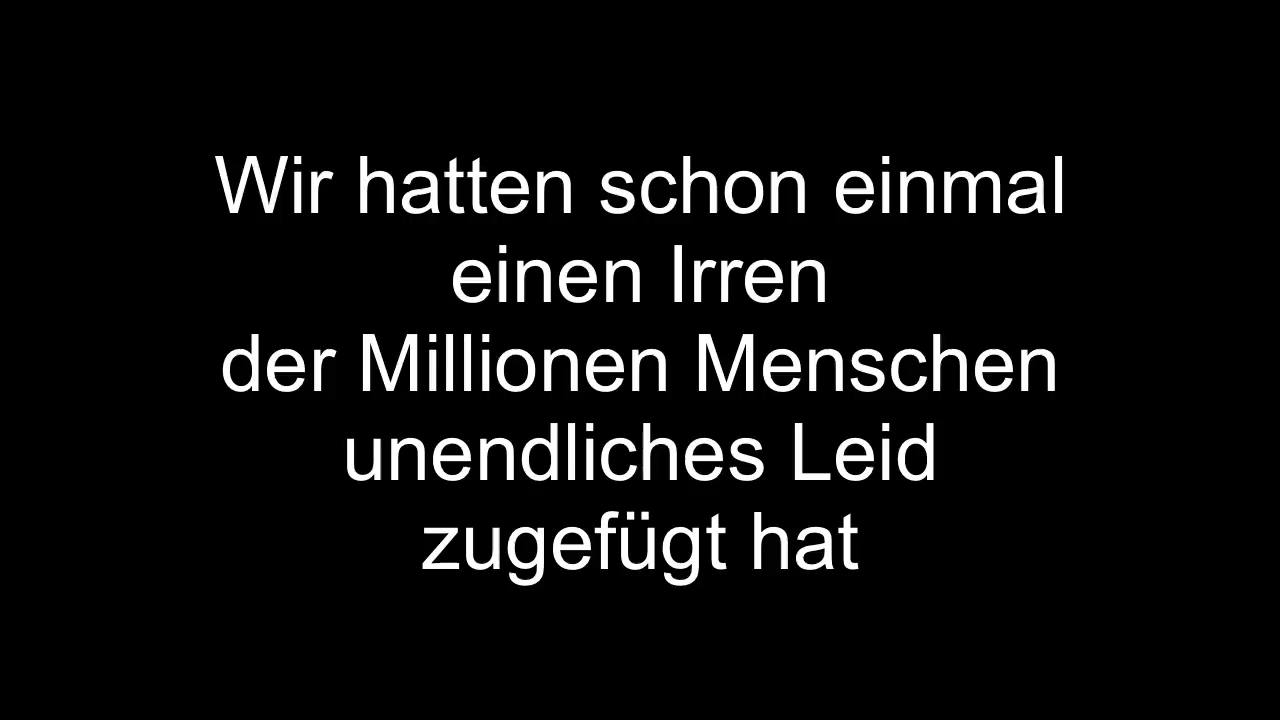 Wir hatten schon einmal
einen Irren
der Millionen Menschen
unendliches Leid
zugefügt hat